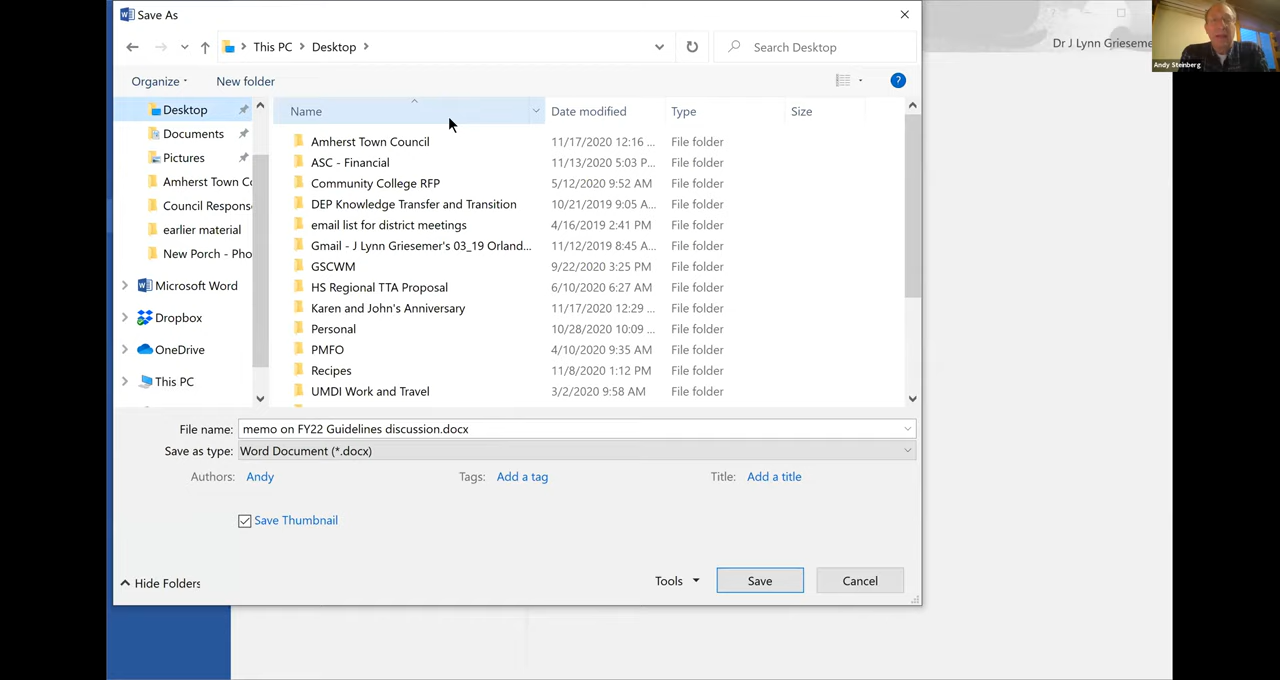 Save As
This PC > Desktop >
Search Desktop
Dr J Lynn Grieseme
Andy Steinberg
Organize
New folder
?
Name
Date modified
Type
Size
Desktop
Documents
Pictures
Amherst Town Co
Council Respons
earlier material
New Porch - Pho
Microsoft Word
Dropbox
OneDrive
This PC
Amherst Town Council 11/17/2020 12:16 ... File folder
ASC - Financial 11/13/2020 5:03 P... File folder
Community College RFP 5/12/2020 9:52 AM File folder
DEP Knowledge Transfer and Transition 10/21/2019 9:05 A... File folder
email list for district meetings 4/16/2019 2:41 PM File folder
Gmail - J Lynn Griesemer's 03_19 Orland... 11/12/2019 8:45 A... File folder
GSCWM 9/22/2020 3:25 PM File folder
HS Regional TTA Proposal 6/10/2020 6:27 AM File folder
Karen and John's Anniversary 11/17/2020 12:29 ... File folder
Personal 10/28/2020 10:09 ... File folder
PMFO 4/10/2020 9:35 AM File folder
Recipes 11/8/2020 1:12 PM File folder
UMDI Work and Travel 3/2/2020 9:58 AM File folder
File name: memo on FY22 Guidelines discussion.docx
Save as type: Word Document (*.docx)
Authors: Andy
Tags: Add a tag
Title: Add a title
Save Thumbnail
Hide Folders
Tools
Save
Cancel